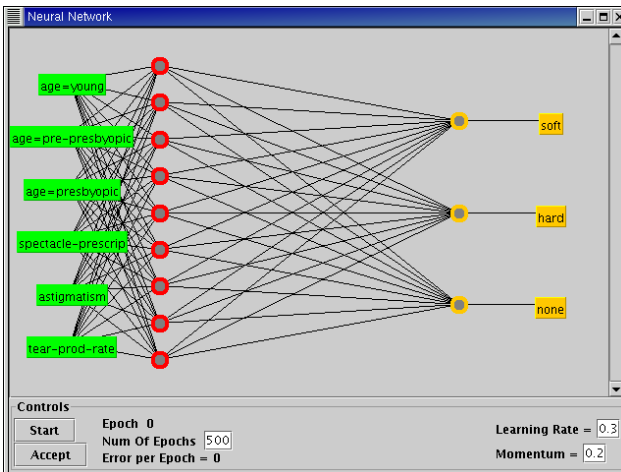 Neural Network
age=young
age=pre-presbyopic
age=presbyopic
spectacle-prescrip
astigmatism
tear-prod-rate
soft
hard
none
Controls
Start
Accept
Epoch 0
Num Of Epochs 500
Error per Epoch = 0
Learning Rate = 0.3
Momentum = 0.2